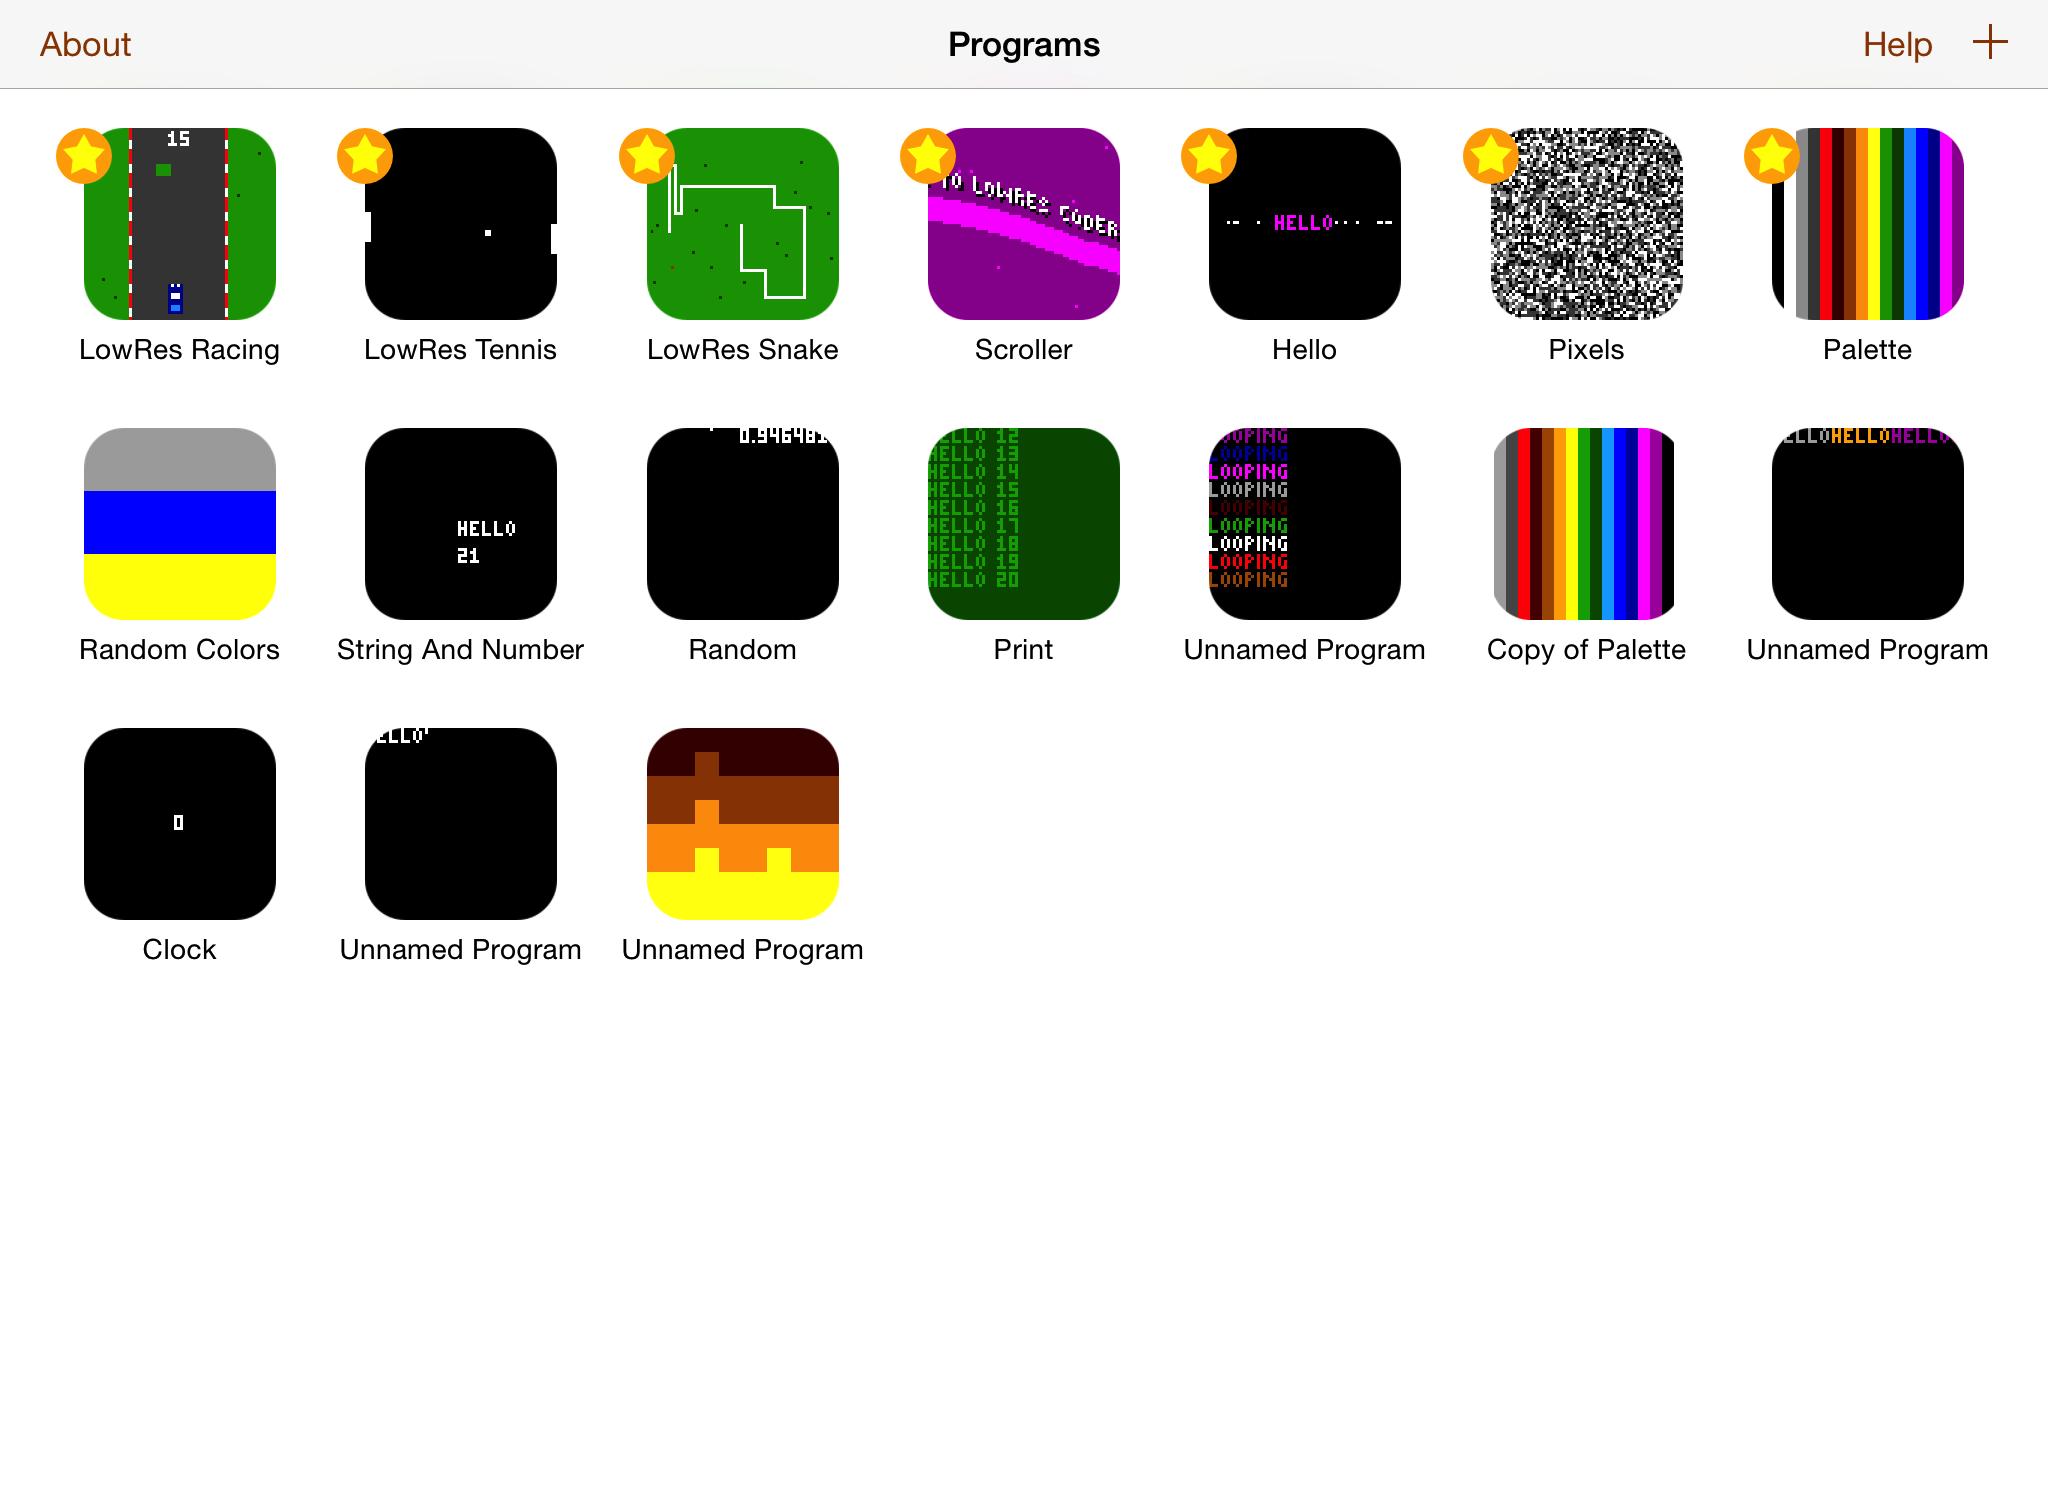 About Programs Help
15
TO LOWRES CODER
HELLO
LowRes Racing LowRes Tennis LowRes Snake Scroller Hello Pixels Palette
HELLO
21
0.946481
HELLO 12
HELLO 13
HELLO 14
HELLO 15
HELLO 16
HELLO 17
HELLO 18
HELLO 19
HELLO 20
LOOPING
LOOPING
LOOPING
LOOPING
LOOPING
LOOPING
LOOPING
LOOPING
LOOPING
ELLOHELLOHELLO
Random Colors String And Number Random Print Unnamed Program Copy of Palette Unnamed Program
0
ELLO
Clock Unnamed Program Unnamed Program